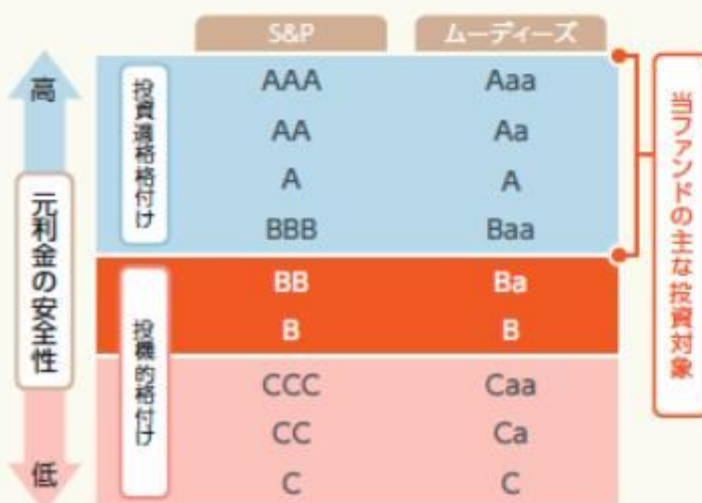 S&P ムーディーズ
高
元利金の安全性
低
投資適格格付け
AAA Aaa
AA Aa
A A
BBB Baa
投機的格付け
BB Ba
B B
CCC Caa
CC Ca
C C
当ファンドの主な投資対象